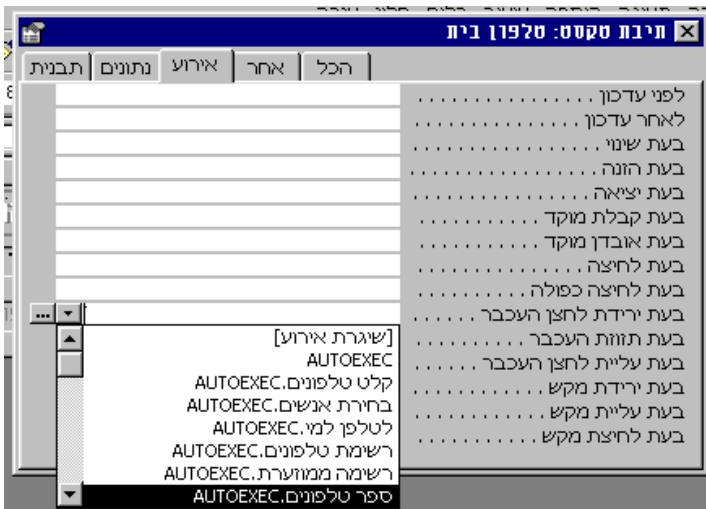 תיבת טקסט: טלפון בית
הכל אחר אירוע נתונים תבנית
לפני עדכון . . . . . . . . . . . . . . . .
לאחר עדכון . . . . . . . . . . . . . . .
בעת שינוי . . . . . . . . . . . . . . . . .
בעת הזנה . . . . . . . . . . . . . . . . .
בעת יציאה . . . . . . . . . . . . . . . .
בעת קבלת מוקד . . . . . . . . . . .
בעת אובדן מוקד . . . . . . . . . . .
בעת לחיצה . . . . . . . . . . . . . . .
בעת לחיצה כפולה . . . . . . . . . .
בעת ירידת לחצן העכבר . . . . . .
בעת תזוזת העכבר . . . . . . . . . .
בעת עליית לחצן העכבר . . . . . .
בעת ירידת מקש . . . . . . . . . . . .
בעת עליית מקש . . . . . . . . . . . .
בעת לחיצת מקש . . . . . . . . . . .
...
[שיגרת אירוע]
AUTOEXEC
קלט טלפונים.AUTOEXEC
בחירת אנשים.AUTOEXEC
לטלפן למי.AUTOEXEC
רשימת טלפונים.AUTOEXEC
רשימה ממוזערת.AUTOEXEC
ספר טלפונים.AUTOEXEC